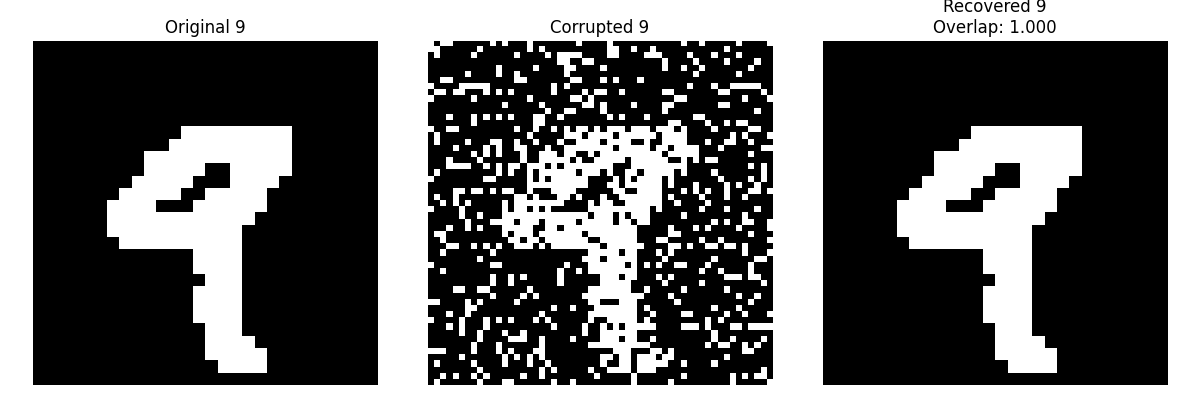 Original 9
Corrupted 9
Recovered 9
Overlap: 1.000